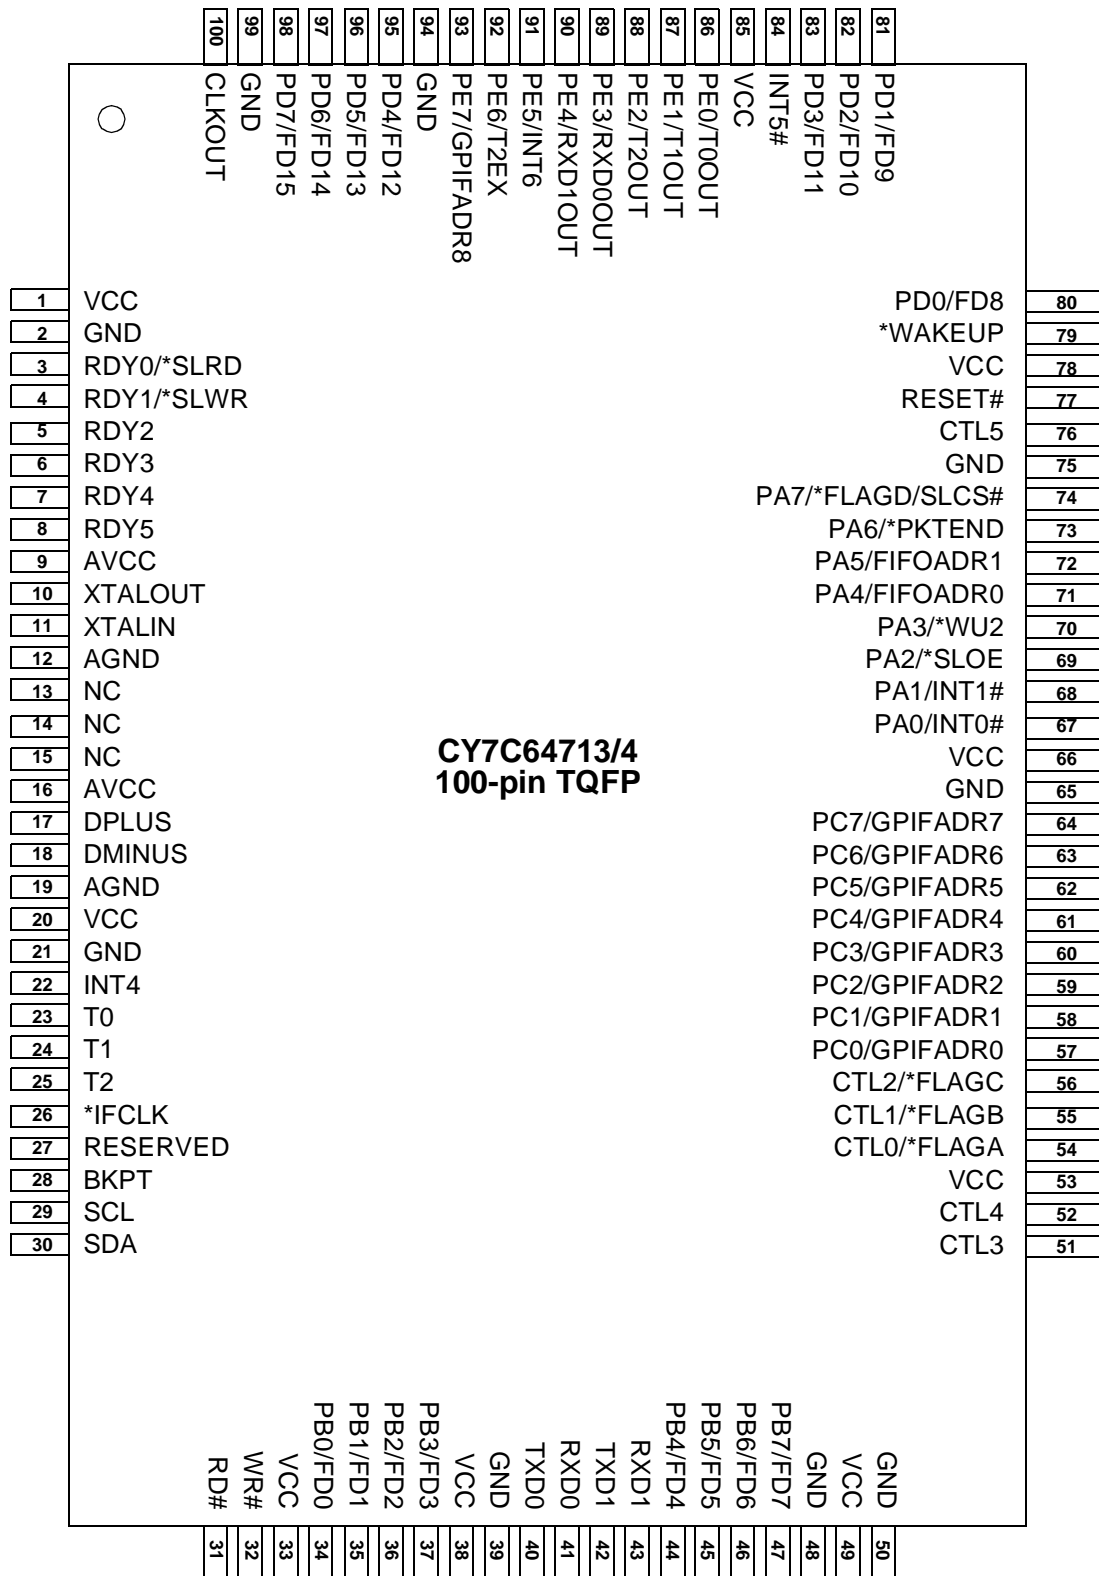 100 99 98 97 96 95 94 93 92 91 90 89 88 87 86 85 84 83 82 81
CLKOUT
GND
PD7/FD15
PD6/FD14
PD5/FD13
PD4/FD12
GND
PE7/GPIFADR8
PE6/T2EX
PE5/INT6
PE4/RXD1OUT
PE3/RXD0OUT
PE2/T2OUT
PE1/T1OUT
PE0/T0OUT
VCC
INT5#
PD3/FD11
PD2/FD10
PD1/FD9
1 VCC PD0/FD8 80
2 GND *WAKEUP 79
3 RDY0/*SLRD VCC 78
4 RDY1/*SLWR RESET# 77
5 RDY2 CTL5 76
6 RDY3 GND 75
7 RDY4 PA7/*FLAGD/SLCS# 74
8 RDY5 PA6/*PKTEND 73
9 AVCC PA5/FIFOADR1 72
10 XTALOUT PA4/FIFOADR0 71
11 XTALIN PA3/*WU2 70
12 AGND PA2/*SLOE 69
13 NC PA1/INT1# 68
14 NC PA0/INT0# 67
15 NC VCC 66
16 AVCC GND 65
CY7C64713/4
100-pin TQFP
17 DPLUS PC7/GPIFADR7 64
18 DMINUS PC6/GPIFADR6 63
19 AGND PC5/GPIFADR5 62
20 VCC PC4/GPIFADR4 61
21 GND PC3/GPIFADR3 60
22 INT4 PC2/GPIFADR2 59
23 T0 PC1/GPIFADR1 58
24 T1 PC0/GPIFADR0 57
25 T2 CTL2/*FLAGC 56
26 *IFCLK CTL1/*FLAGB 55
27 RESERVED CTL0/*FLAGA 54
28 BKPT VCC 53
29 SCL CTL4 52
30 SDA CTL3 51
RD#
WR#
VCC
PB0/FD0
PB1/FD1
PB2/FD2
PB3/FD3
VCC
GND
TXD0
RXD0
TXD1
RXD1
PB4/FD4
PB5/FD5
PB6/FD6
PB7/FD7
GND
VCC
GND
31 32 33 34 35 36 37 38 39 40 41 42 43 44 45 46 47 48 49 50